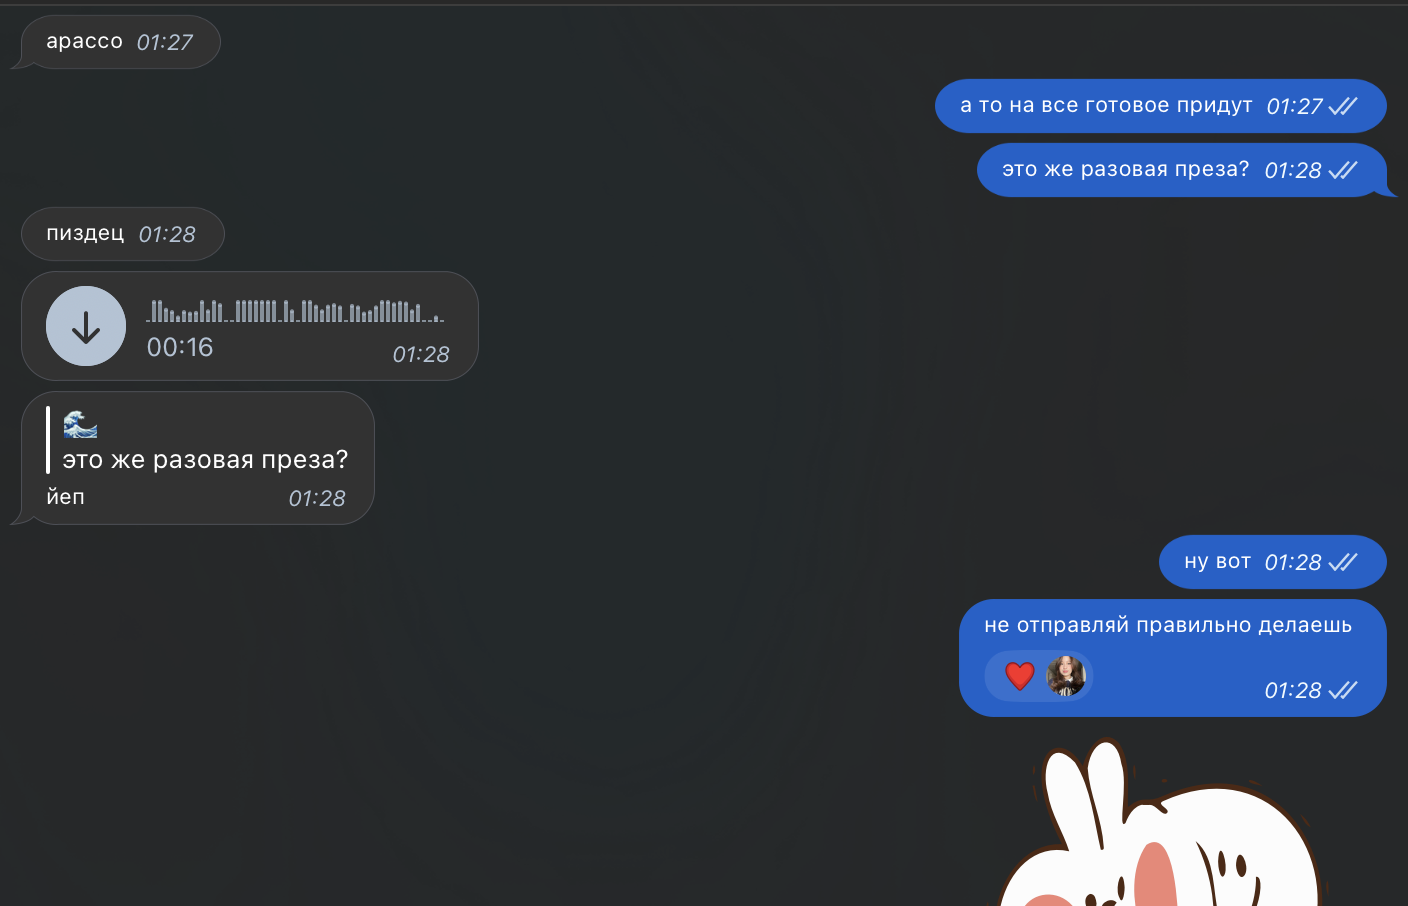 арассо 01:27
а то на все готовое придут 01:27
это же разовая преза? 01:28
пиздец 01:28
00:16 01:28
🌊
это же разовая преза?
йеп 01:28
ну вот 01:28
не отправляй правильно делаешь
❤️ 01:28